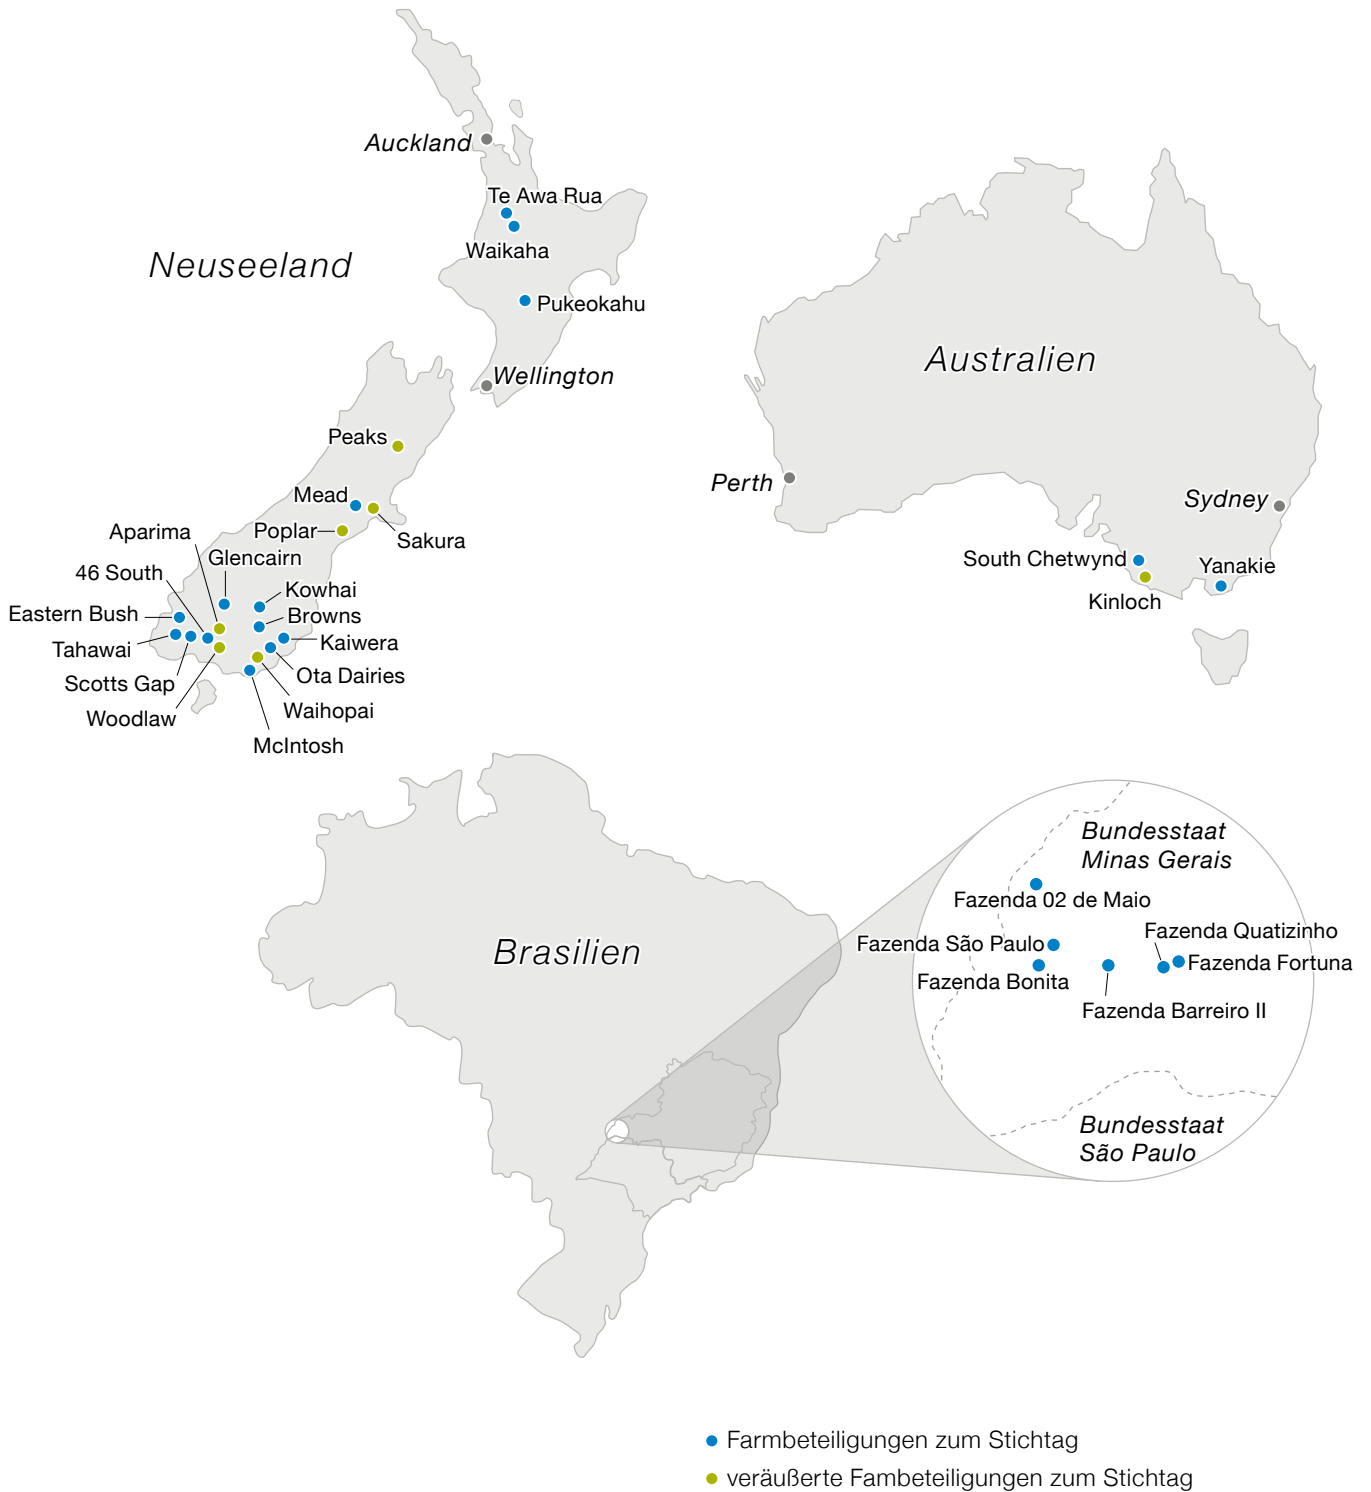 Auckland
Te Awa Rua
Waikaha
Neuseeland
Pukeokahu
Wellington
Peaks
Mead
Aparima
Poplar
Sakura
Glencairn
46 South
Kowhai
Eastern Bush
Browns
Kaiwera
Tahawai
Ota Dairies
Scotts Gap
Waihopai
Woodlaw
McIntosh
Australien
Perth
Sydney
South Chetwynd
Yanakie
Kinloch
Brasilien
Bundesstaat
Minas Gerais
Fazenda 02 de Maio
Fazenda Quatizinho
Fazenda São Paulo
Fazenda Fortuna
Fazenda Bonita
Fazenda Barreiro II
Bundesstaat
São Paulo
Farmbeteiligungen zum Stichtag
veräußerte Fambeteiligungen zum Stichtag